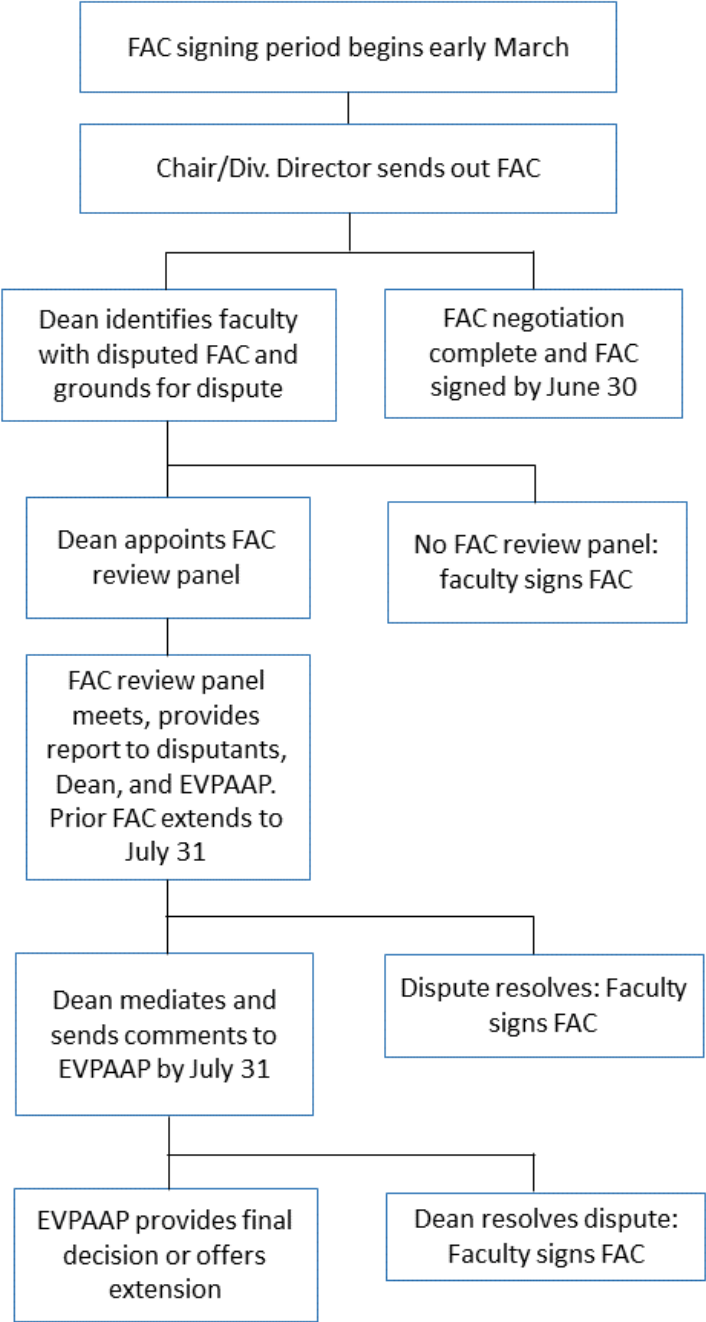 FAC signing period begins early March
Chair/Div. Director sends out FAC
Dean identifies faculty
with disputed FAC and
grounds for dispute
FAC negotiation
complete and FAC
signed by June 30
Dean appoints FAC
review panel
No FAC review panel:
faculty signs FAC
FAC review panel
meets, provides
report to disputants,
Dean, and EVPAAP.
Prior FAC extends to
July 31
Dean mediates and
sends comments to
EVPAAP by July 31
Dispute resolves: Faculty
signs FAC
EVPAAP provides final
decision or offers
extension
Dean resolves dispute:
Faculty signs FAC